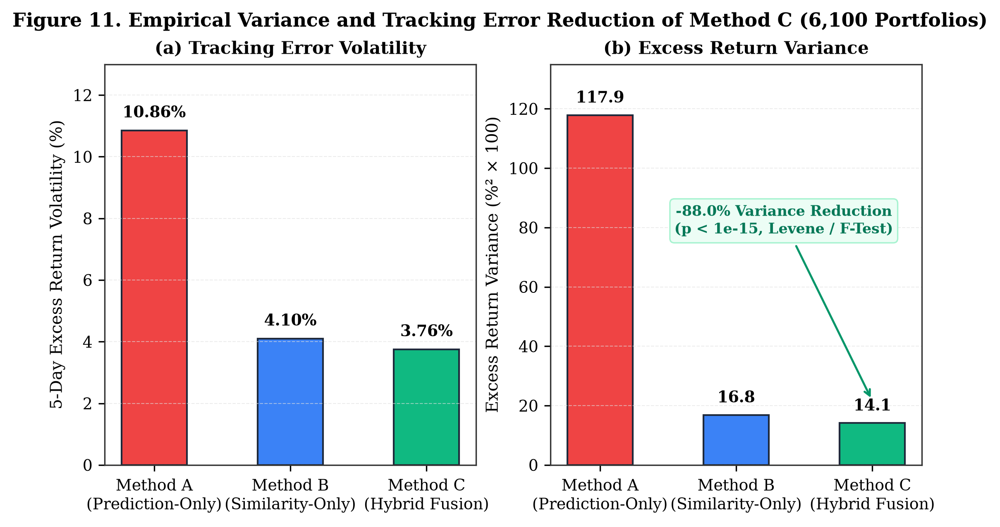 Figure 11. Empirical Variance and Tracking Error Reduction of Method C (6,100 Portfolios)
(a) Tracking Error Volatility
5-Day Excess Return Volatility (%)
12
10
8
6
4
2
0
10.86%
4.10%
3.76%
Method A
(Prediction-Only)
Method B
(Similarity-Only)
Method C
(Hybrid Fusion)
(b) Excess Return Variance
Excess Return Variance (%² × 100)
120
100
80
60
40
20
0
117.9
16.8
14.1
-88.0% Variance Reduction
(p < 1e-15, Levene / F-Test)
Method A
(Prediction-Only)
Method B
(Similarity-Only)
Method C
(Hybrid Fusion)